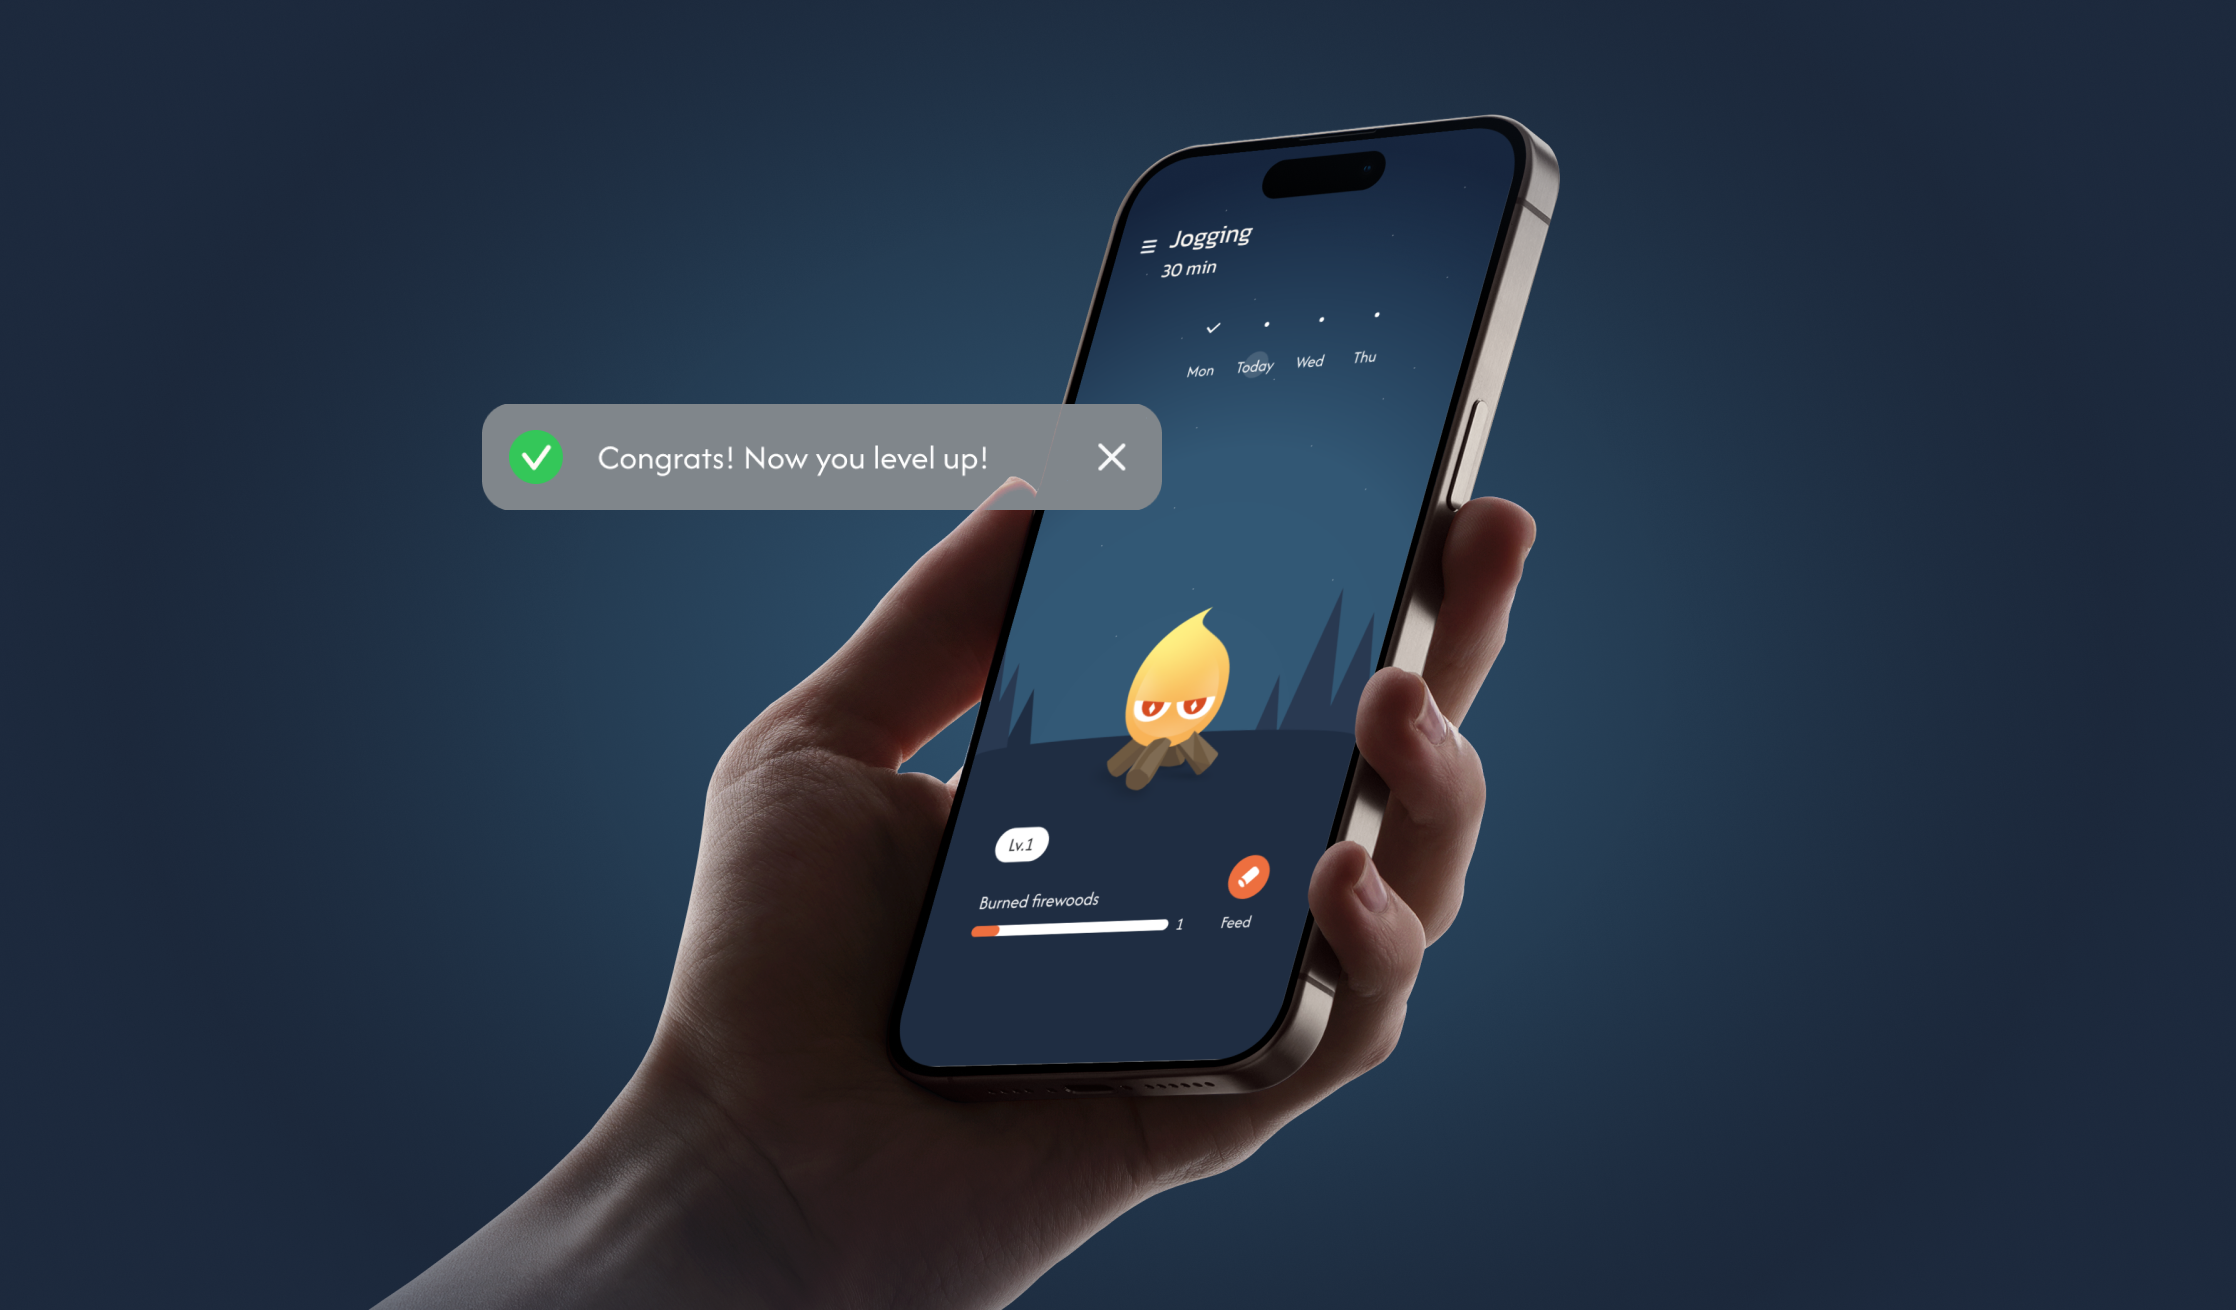 Jogging
30 min
Mon Today Wed Thu
Congrats! Now you level up!
Lv.1
Burned firewoods
1
Feed